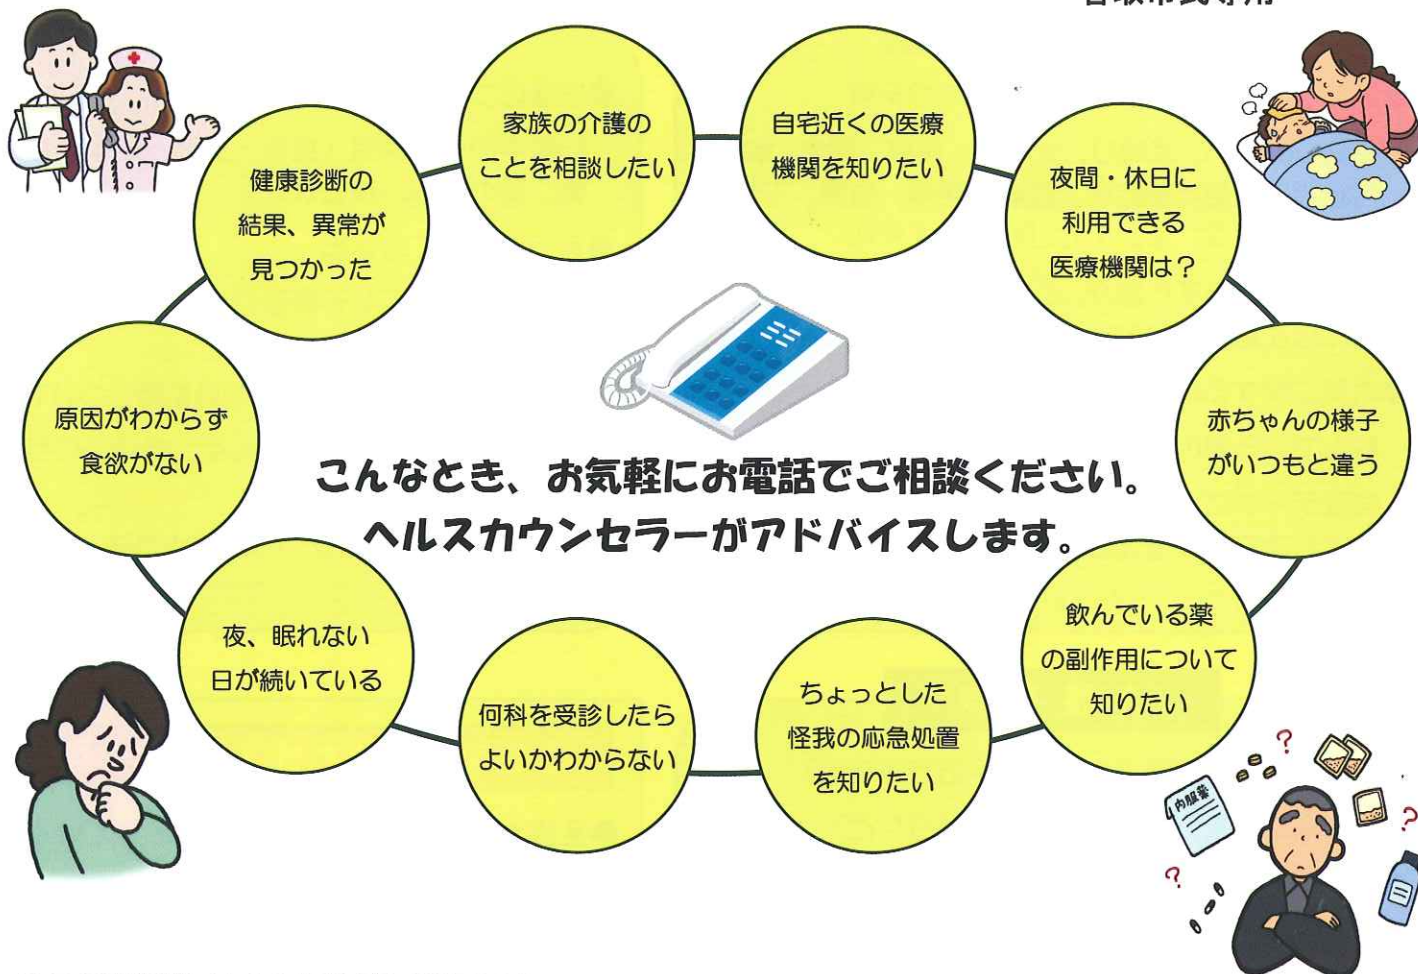 家族の介護の
ことを相談したい
自宅近くの医療
機関を知りたい
健康診断の
結果、異常が
見つかった
夜間・休日に
利用できる
医療機関は？
原因がわからず
食欲がない
赤ちゃんの様子
がいつもと違う
こんなとき、お気軽にお電話でご相談ください。
ヘルスカウンセラーがアドバイスします。
夜、眠れない
日が続いている
飲んでいる薬
の副作用について
知りたい
何科を受診したら
よいかわからない
ちょっとした
怪我の応急処置
を知りたい
内服薬
?
?
?